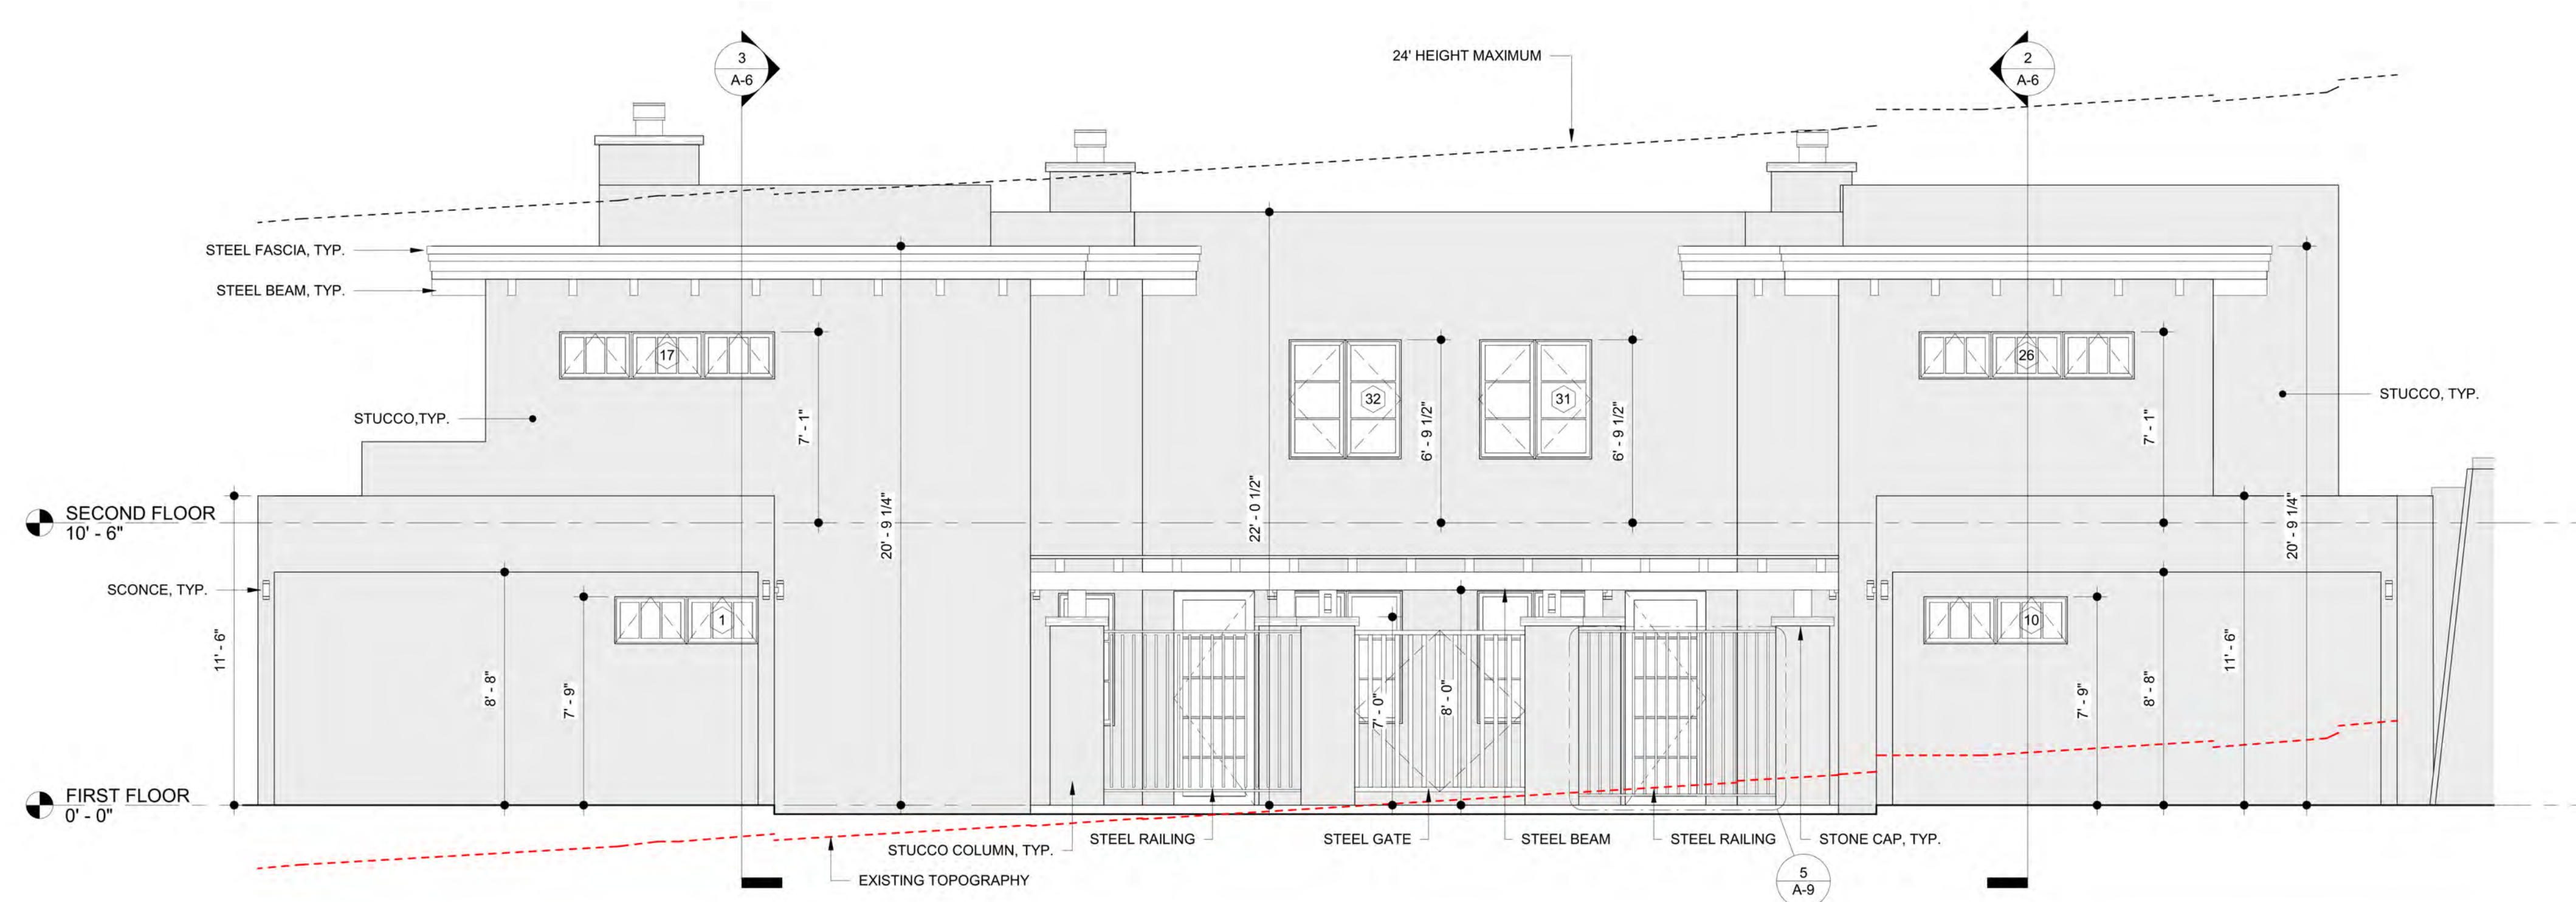 3
A-6
24' HEIGHT MAXIMUM
2
A-6
STEEL FASCIA, TYP.
STEEL BEAM, TYP.
17
26
32
31
STUCCO,TYP.
STUCCO, TYP.
7' - 1"
6' - 9 1/2"
6' - 9 1/2"
7' - 1"
SECOND FLOOR
10' - 6"
20' - 9 1/4"
22' - 0 1/2"
20' - 9 1/4"
SCONCE, TYP.
1
10
11' - 6"
8' - 8"
7' - 9"
7' - 0"
8' - 0"
7' - 9"
8' - 8"
11' - 6"
FIRST FLOOR
0' - 0"
STUCCO COLUMN, TYP.
STEEL RAILING
STEEL GATE
STEEL BEAM
STEEL RAILING
STONE CAP, TYP.
EXISTING TOPOGRAPHY
5
A-9